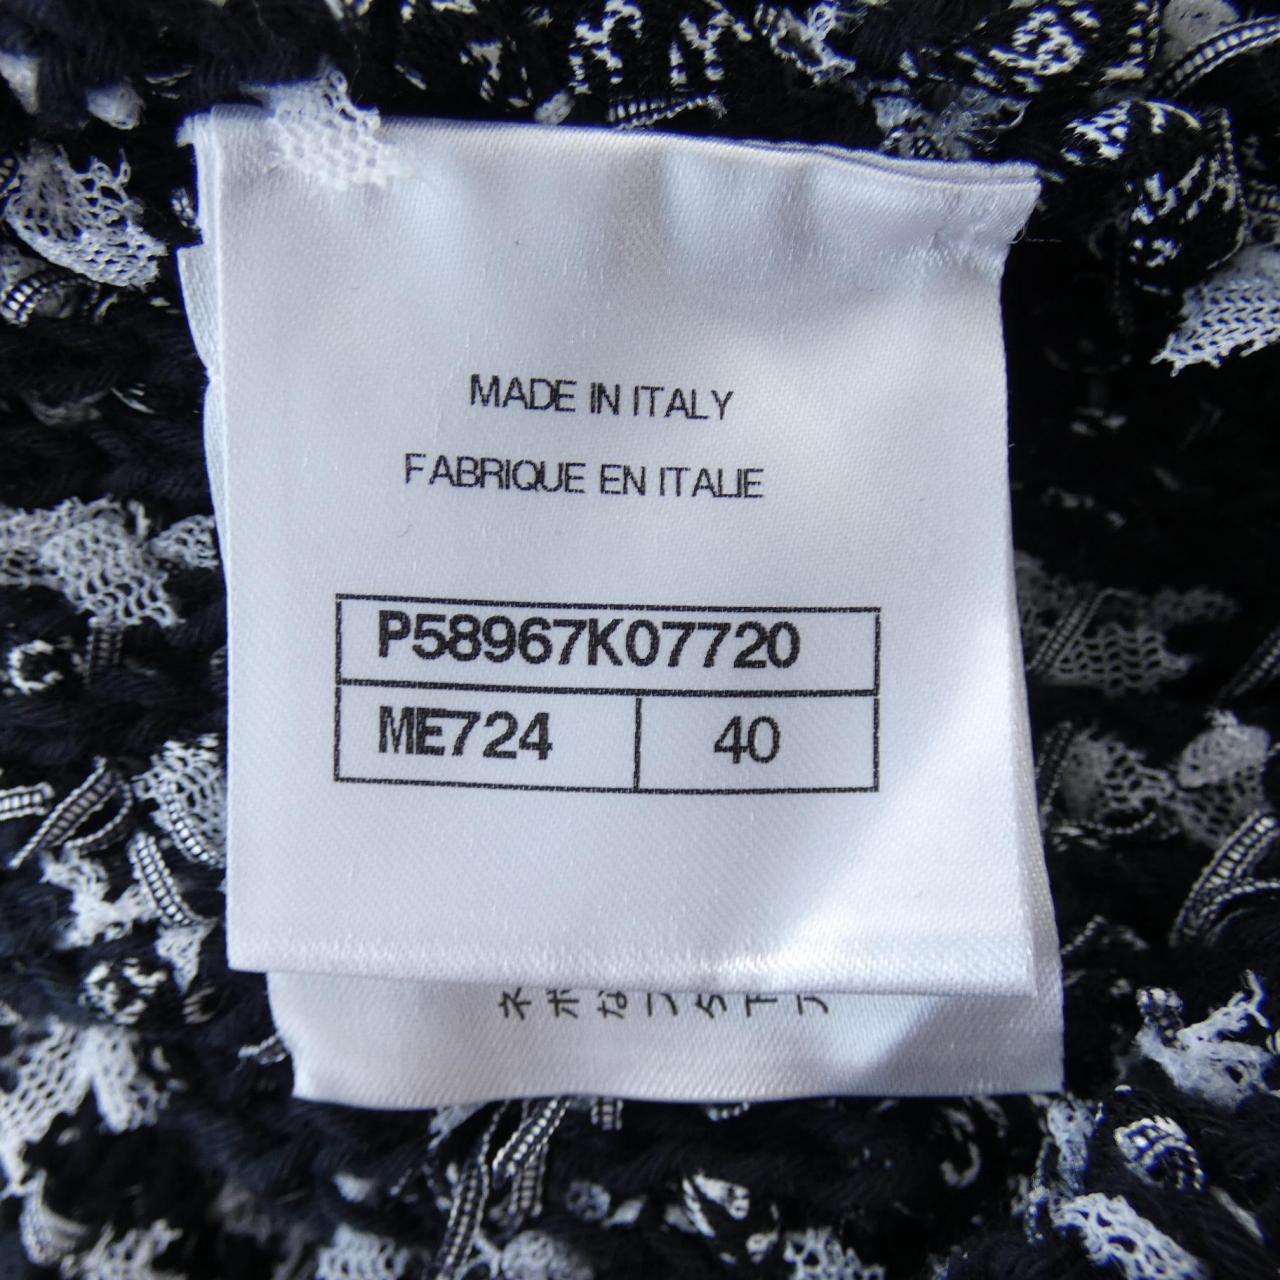 MADE IN ITALY
FABRIQUE EN ITALIE
P58967K07720
ME724 40